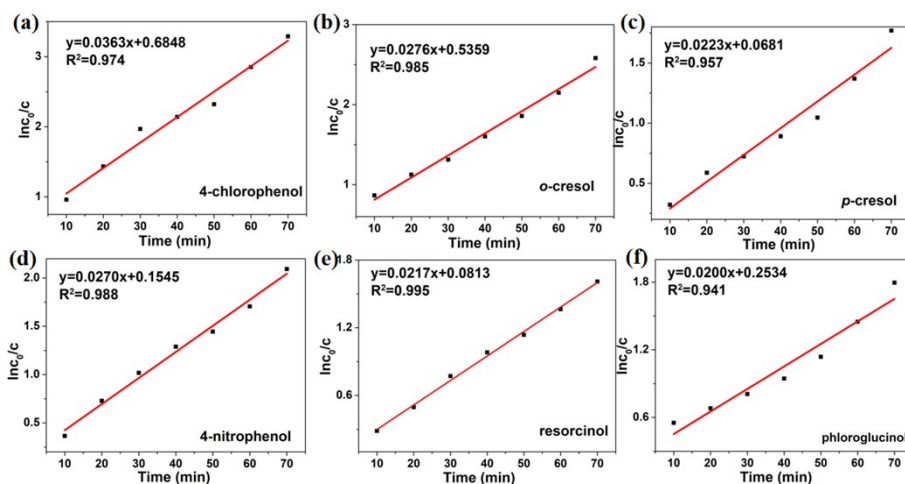 (a)
y=0.0363x+0.6848
R²=0.974
3
2
1
lnc₀/c
4-chlorophenol
10 20 30 40 50 60 70
Time (min)
(b)
y=0.0276x+0.5359
R²=0.985
3
2
1
lnc₀/c
o-cresol
10 20 30 40 50 60 70
Time (min)
(c)
y=0.0223x+0.0681
R²=0.957
1.5
1.0
0.5
lnc₀/c
p-cresol
10 20 30 40 50 60 70
Time (min)
(d)
y=0.0270x+0.1545
R²=0.988
2.0
1.5
1.0
0.5
lnc₀/c
4-nitrophenol
10 20 30 40 50 60 70
Time (min)
(e)
y=0.0217x+0.0813
R²=0.995
1.8
1.2
0.6
lnc₀/c
resorcinol
10 20 30 40 50 60 70
Time (min)
(f)
y=0.0200x+0.2534
R²=0.941
1.8
1.2
0.6
lnc₀/c
phloroglucinol
10 20 30 40 50 60 70
Time (min)